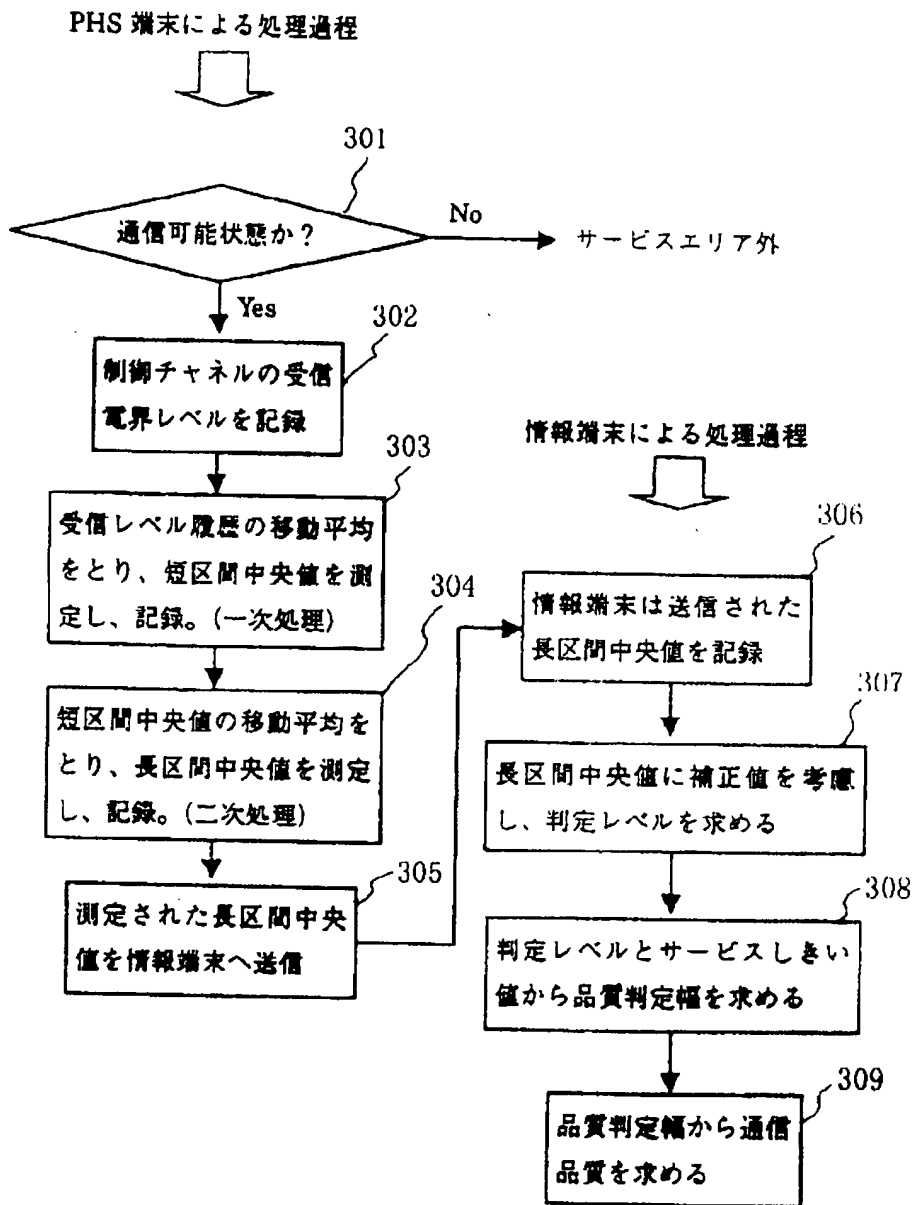 PHS 端末による処理過程
301
通信可能状態か？
No
サービスエリア外
Yes
302
制御チャネルの受信
電界レベルを記録
303
受信レベル履歴の移動平均
をとり、短区間中央値を測
定し、記録。(一次処理)
304
短区間中央値の移動平均を
とり、長区間中央値を測定
し、記録。(二次処理)
305
測定された長区間中央
値を情報端末へ送信
情報端末による処理過程
306
情報端末は送信された
長区間中央値を記録
307
長区間中央値に補正値を考慮
し、判定レベルを求める
308
判定レベルとサービスしきい
値から品質判定幅を求める
309
品質判定幅から通信
品質を求める